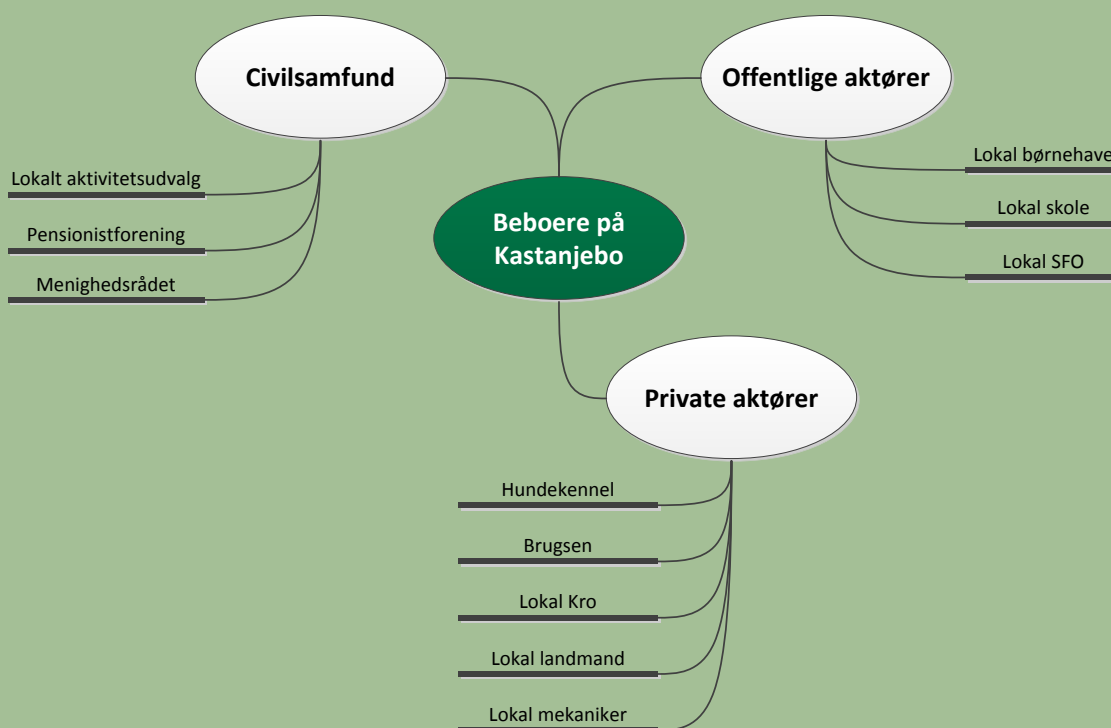 Civilsamfund
Lokalt aktivitetsudvalg
Pensionistforening
Menighedsrådet
Offentlige aktører
Lokal børnehave
Lokal skole
Lokal SFO
Beboere på
Kastanjebo
Private aktører
Hundekennel
Brugsen
Lokal Kro
Lokal landmand
Lokal mekaniker